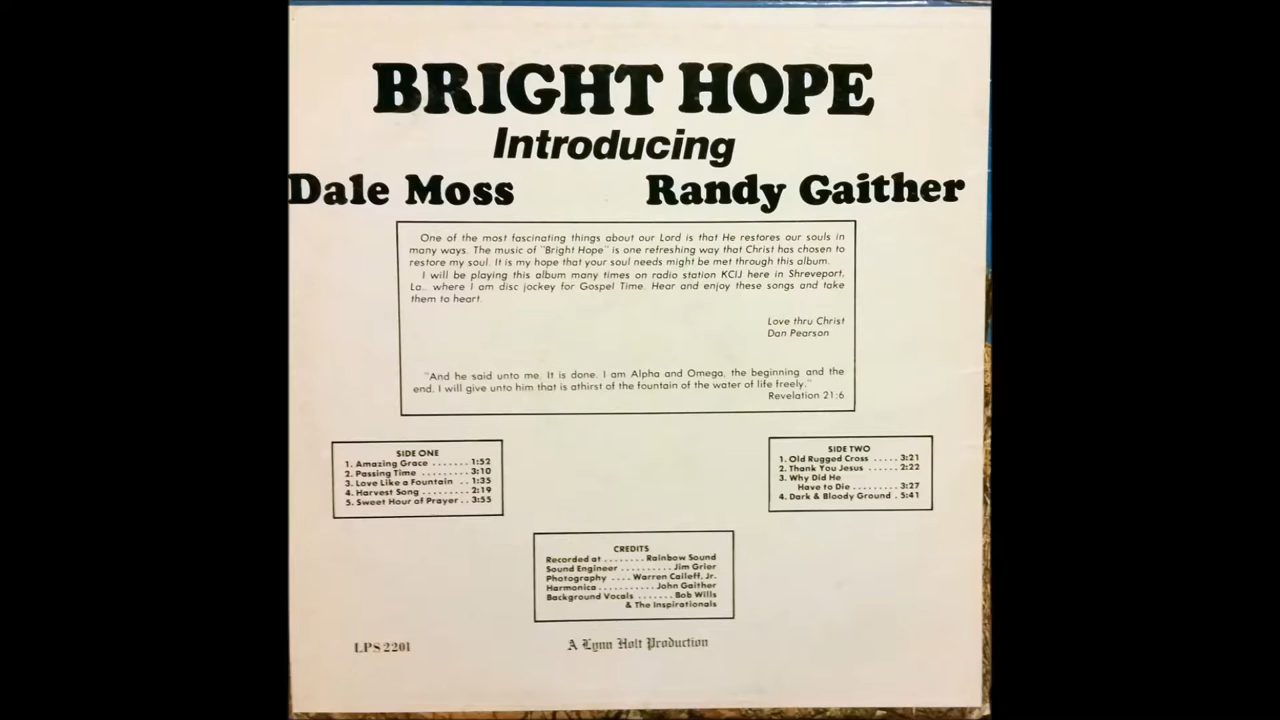 BRIGHT HOPE
Introducing
Dale Moss Randy Gaither
One of the most fascinating things about our Lord is that He restores our souls in
many ways. The music of "Bright Hope" is one refreshing way that Christ has chosen to
restore my soul. It is my hope that your soul needs might be met through this album.
I will be playing this album many times on radio station KCIJ here in Shreveport,
La., where I am disc jockey for Gospel Time. Hear and enjoy these songs and take
them to heart.
Love thru Christ
Dan Pearson
"And he said unto me. It is done. I am Alpha and Omega, the beginning and the
end. I will give unto him that is athirst of the fountain of the water of life freely."
Revelation 21:6
SIDE ONE
1. Amazing Grace ....... 1:52
2. Passing Time ........ 3:10
3. Love Like a Fountain .. 1:35
4. Harvest Song ........ 2:19
5. Sweet Hour of Prayer .. 3:55
SIDE TWO
1. Old Rugged Cross ..... 3:21
2. Thank You Jesus ...... 2:22
3. Why Did He
Have to Die ......... 3:27
4. Dark & Bloody Ground . 5:41
CREDITS
Recorded at ........ Rainbow Sound
Sound Engineer .......... Jim Grier
Photography .... Warren Caileff, Jr.
Harmonica ........... John Gaither
Background Vocals ....... Bob Wills
& The Inspirationals
LPS 2201
A Lynn Holt Production